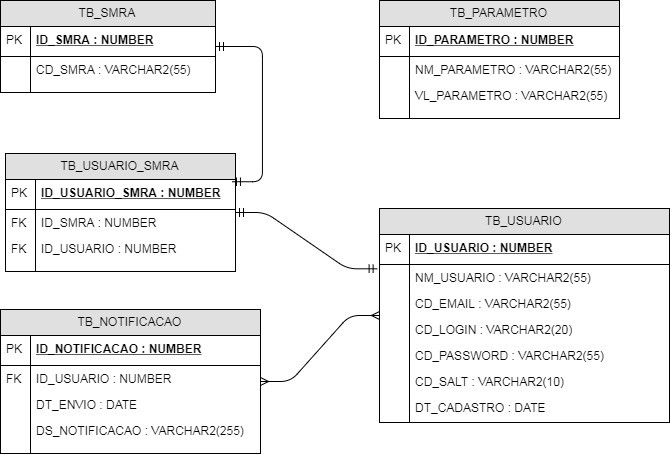 TB_SMRA
PK ID_SMRA : NUMBER
CD_SMRA : VARCHAR2(55)
TB_PARAMETRO
PK ID_PARAMETRO : NUMBER
NM_PARAMETRO : VARCHAR2(55)
VL_PARAMETRO : VARCHAR2(55)
TB_USUARIO_SMRA
PK ID_USUARIO_SMRA : NUMBER
FK ID_SMRA : NUMBER
FK ID_USUARIO : NUMBER
TB_USUARIO
PK ID_USUARIO : NUMBER
NM_USUARIO : VARCHAR2(55)
CD_EMAIL : VARCHAR2(55)
CD_LOGIN : VARCHAR2(20)
CD_PASSWORD : VARCHAR2(55)
CD_SALT : VARCHAR2(10)
DT_CADASTRO : DATE
TB_NOTIFICACAO
PK ID_NOTIFICACAO : NUMBER
FK ID_USUARIO : NUMBER
DT_ENVIO : DATE
DS_NOTIFICACAO : VARCHAR2(255)